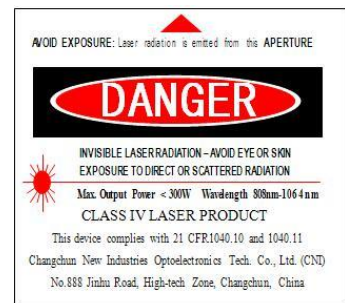 AVOID EXPOSURE: Laser radiation is emitted from this APERTURE
DANGER
INVISIBLE LASER RADIATION – AVOID EYE OR SKIN
EXPOSURE TO DIRECT OR SCATTERED RADIATION
Max. Output Power < 300W Wavelength 808nm-1064nm
CLASS IV LASER PRODUCT
This device complies with 21 CFR1040.10 and 1040.11
Changchun New Industries Optoelectronics Tech. Co., Ltd. (CNI)
No.888 Jinhu Road, High-tech Zone, Changchun, China